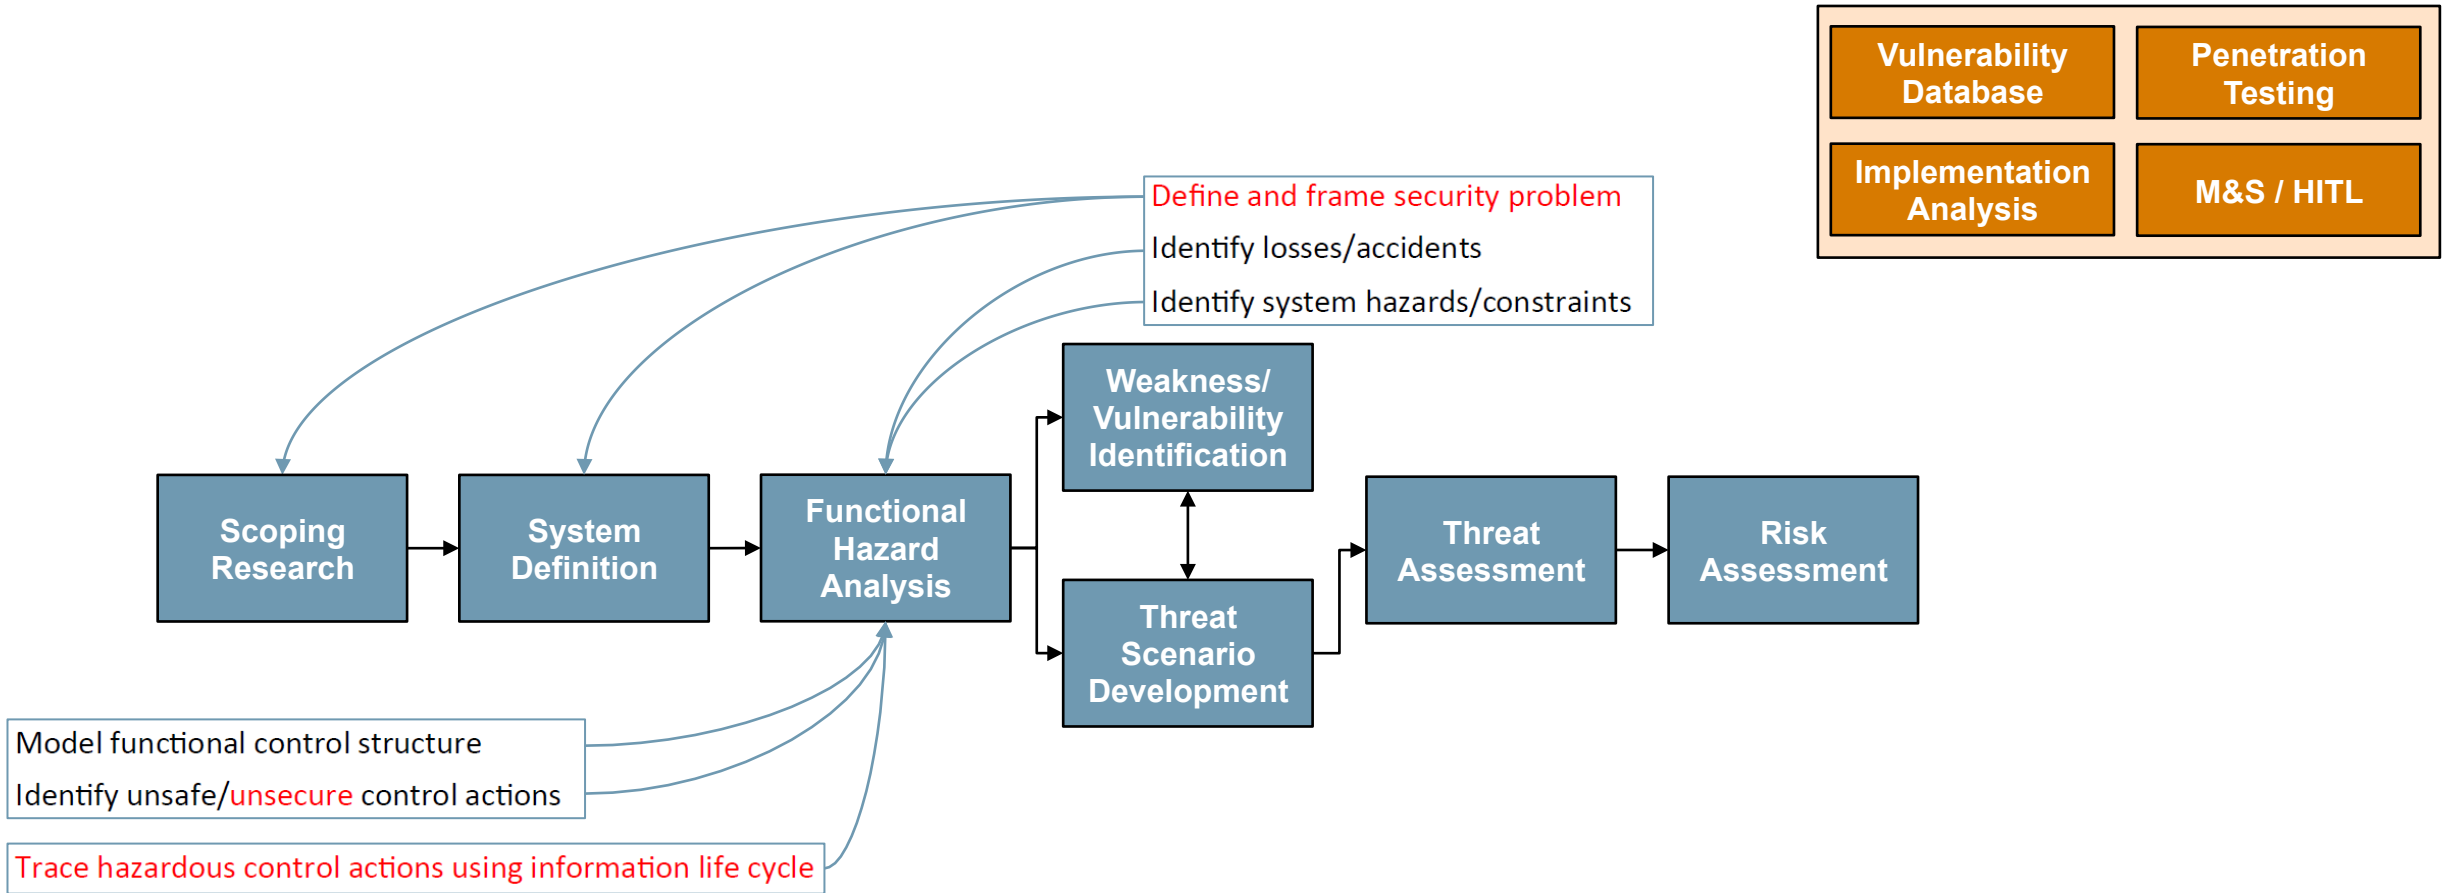 Vulnerability
Database
Penetration
Testing
Implementation
Analysis
M&S / HITL
Define and frame security problem
Identify losses/accidents
Identify system hazards/constraints
Weakness/
Vulnerability
Identification
Scoping
Research
System
Definition
Functional
Hazard
Analysis
Threat
Scenario
Development
Threat
Assessment
Risk
Assessment
Model functional control structure
Identify unsafe/unsecure control actions
Trace hazardous control actions using information life cycle